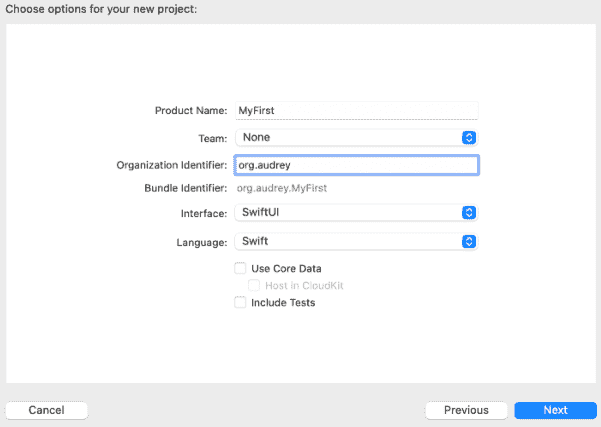 Choose options for your new project:
Product Name: MyFirst
Team: None
Organization Identifier: org.audrey
Bundle Identifier: org.audrey.MyFirst
Interface: SwiftUI
Language: Swift
Use Core Data
Host in CloudKit
Include Tests
Cancel Previous Next